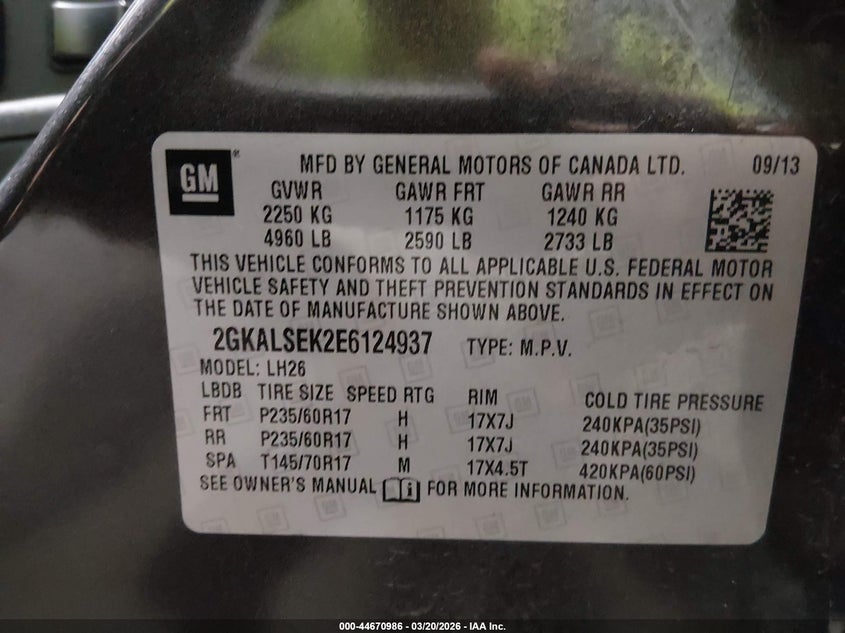 GM
MFD BY GENERAL MOTORS OF CANADA LTD. 09/13
GVWR GAWR FRT GAWR RR
2250 KG 1175 KG 1240 KG
4960 LB 2590 LB 2733 LB
THIS VEHICLE CONFORMS TO ALL APPLICABLE U.S. FEDERAL MOTOR
VEHICLE SAFETY AND THEFT PREVENTION STANDARDS IN EFFECT ON
THE DATE OF MANUFACTURE SHOWN ABOVE.
2GKALSEK2E6124937 TYPE: M.P.V.
MODEL: LH26
LBDB TIRE SIZE SPEED RTG RIM COLD TIRE PRESSURE
FRT P235/60R17 H 17X7J 240KPA(35PSI)
RR P235/60R17 H 17X7J 240KPA(35PSI)
SPA T145/70R17 M 17X4.5T 420KPA(60PSI)
SEE OWNER'S MANUAL FOR MORE INFORMATION.
000-44670986 - 03/20/2026 - IAA Inc.